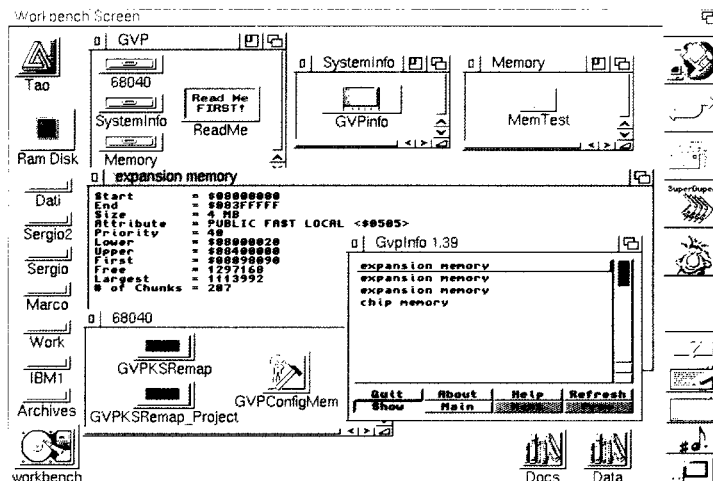 Workbench Screen
GVP
Tao
68040
SystemInfo
Memory
Read Me
FIRST!
ReadMe
SystemInfo
GVPinfo
Memory
MemTest
Ram Disk
Dati
Sergio2
Sergio
Marco
Work
IBM1
Archives
workbench
expansion memory
Start = $08000000
End = $083FFFFF
Size = 4 MB
Attribute = PUBLIC FAST LOCAL <$0505>
Priority = 40
Lower = $08000020
Upper = $08400000
First = $08098090
Free = 1297168
Largest = 1113992
# of Chunks = 207
GvpInfo 1.39
expansion memory
expansion memory
expansion memory
chip memory
Quit About Help Refresh
Show Main
68040
GVPKSRemap
GVPKSRemap_Project
GVPConfigMem
Docs
Data
SuperDuper